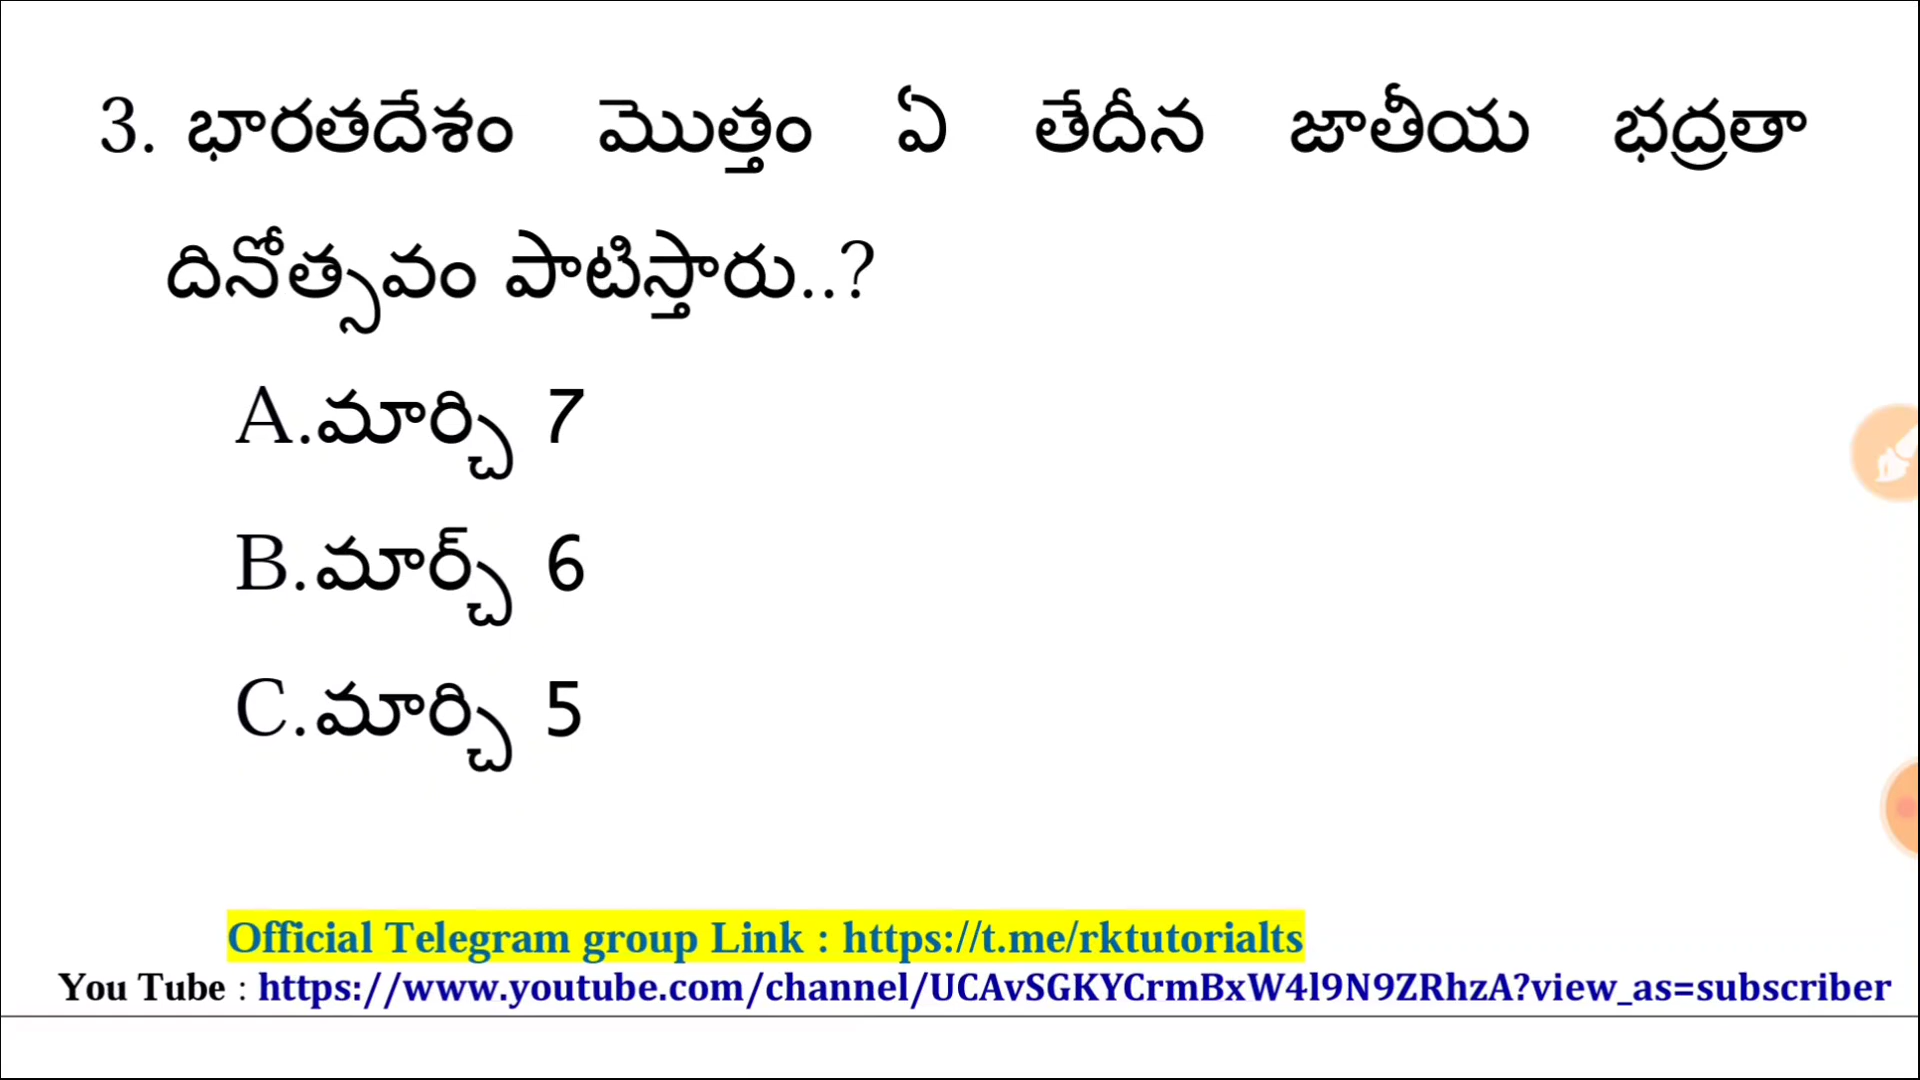 3. భారతదేశం మొత్తం ఏ తేదీన జాతీయ భద్రతా
దినోత్సవం పాటిస్తారు..?
A.మార్చి 7
B.మార్చ్ 6
C.మార్చి 5
Official Telegram group Link : https://t.me/rktutorialts
You Tube : https://www.youtube.com/channel/UCAvSGKYCrmBxW4l9N9ZRhzA?view_as=subscriber